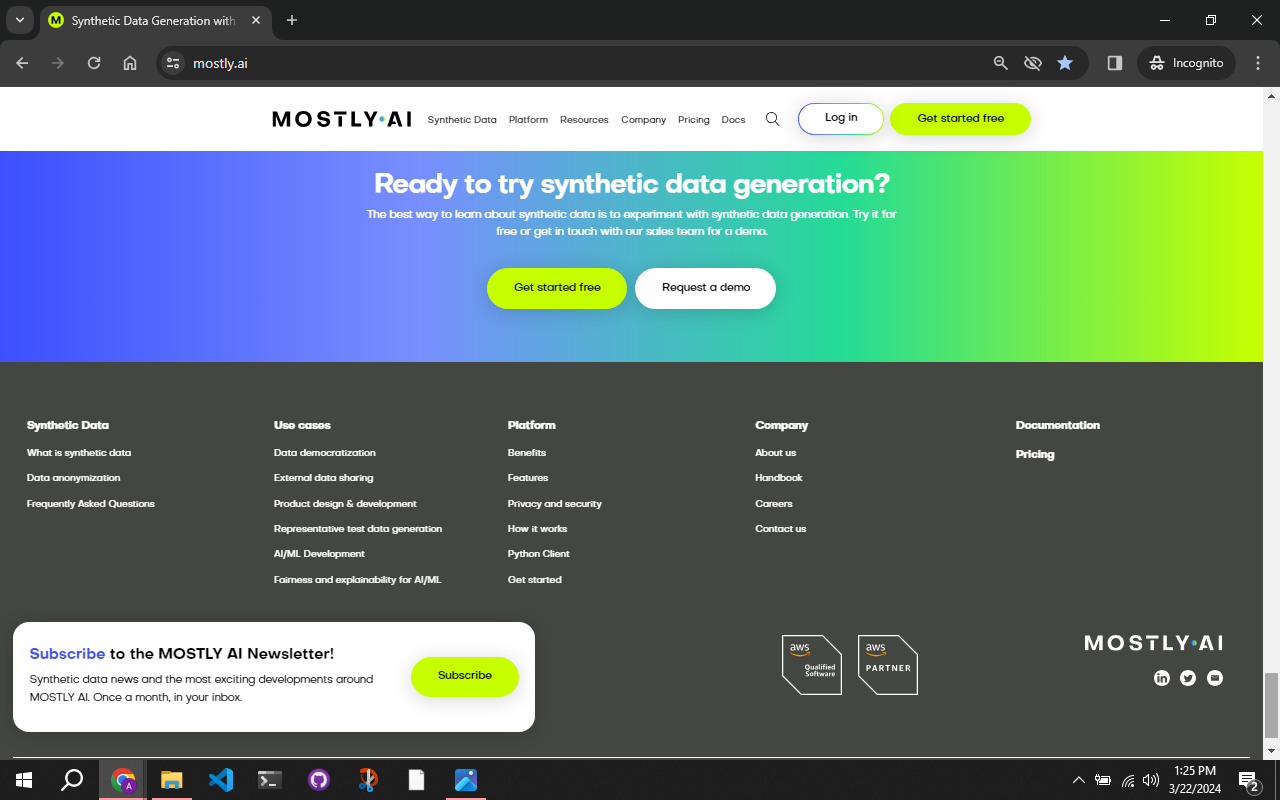 Synthetic Data Generation with
mostly.ai
Incognito
MOSTLY·AI
Synthetic Data
Platform
Resources
Company
Pricing
Docs
Log in
Get started free
Ready to try synthetic data generation?
The best way to learn about synthetic data is to experiment with synthetic data generation. Try it for
free or get in touch with our sales team for a demo.
Get started free
Request a demo
Synthetic Data
What is synthetic data
Data anonymization
Frequently Asked Questions
Use cases
Data democratization
External data sharing
Product design & development
Representative test data generation
AI/ML Development
Fairness and explainability for AI/ML
Platform
Benefits
Features
Privacy and security
How it works
Python Client
Get started
Company
About us
Handbook
Careers
Contact us
Documentation
Pricing
Subscribe to the MOSTLY AI Newsletter!
Synthetic data news and the most exciting developments around
MOSTLY AI. Once a month, in your inbox.
Subscribe
aws
Qualified
Software
aws
PARTNER
MOSTLY·AI
1:25 PM
3/22/2024
2